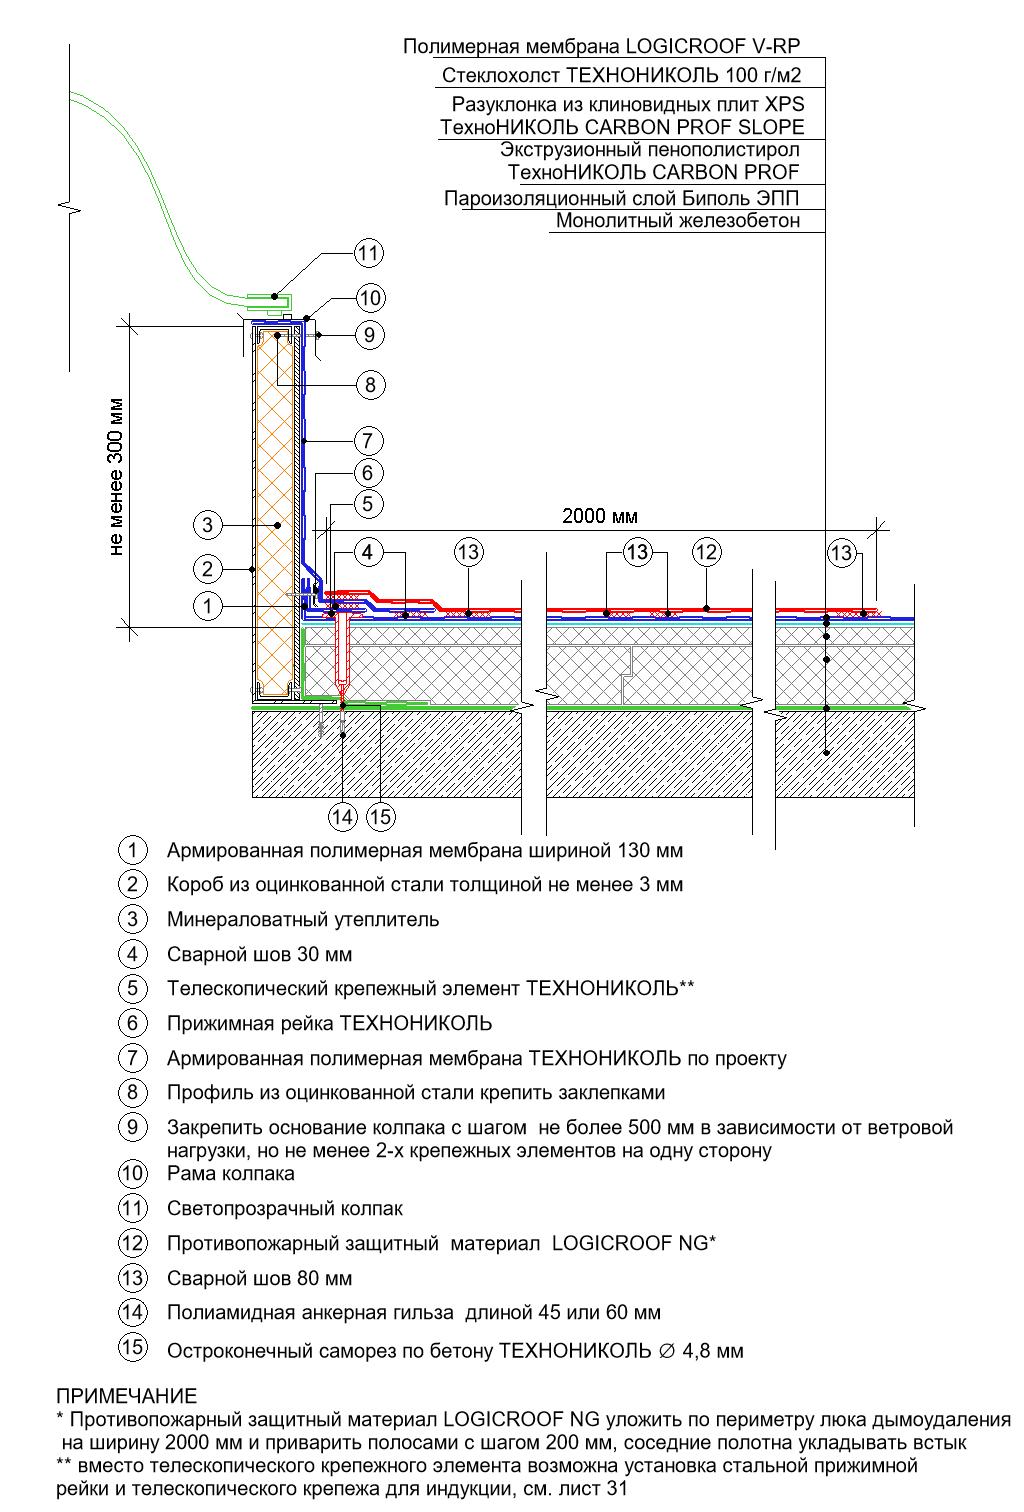 Полимерная мембрана LOGICROOF V-RP
Стеклохолст ТЕХНОНИКОЛЬ 100 г/м2
Разуклонка из клиновидных плит XPS
ТехноНИКОЛЬ CARBON PROF SLOPE
Экструзионный пенополистирол
ТехноНИКОЛЬ CARBON PROF
Пароизоляционный слой Биполь ЭПП
Монолитный железобетон
11
10
9
8
не менее 300 мм
7
6
5
3
2000 мм
4
13
13
12
13
2
1
14
15
1 Армированная полимерная мембрана шириной 130 мм
2 Короб из оцинкованной стали толщиной не менее 3 мм
3 Минераловатный утеплитель
4 Сварной шов 30 мм
5 Телескопический крепежный элемент ТЕХНОНИКОЛЬ**
6 Прижимная рейка ТЕХНОНИКОЛЬ
7 Армированная полимерная мембрана ТЕХНОНИКОЛЬ по проекту
8 Профиль из оцинкованной стали крепить заклепками
9 Закрепить основание колпака с шагом не более 500 мм в зависимости от ветровой
нагрузки, но не менее 2-х крепежных элементов на одну сторону
10 Рама колпака
11 Светопрозрачный колпак
12 Противопожарный защитный материал LOGICROOF NG*
13 Сварной шов 80 мм
14 Полиамидная анкерная гильза длиной 45 или 60 мм
15 Остроконечный саморез по бетону ТЕХНОНИКОЛЬ ∅ 4,8 мм
ПРИМЕЧАНИЕ
* Противопожарный защитный материал LOGICROOF NG уложить по периметру люка дымоудаления
на ширину 2000 мм и приварить полосами с шагом 200 мм, соседние полотна укладывать встык
** вместо телескопического крепежного элемента возможна установка стальной прижимной
рейки и телескопического крепежа для индукции, см. лист 31